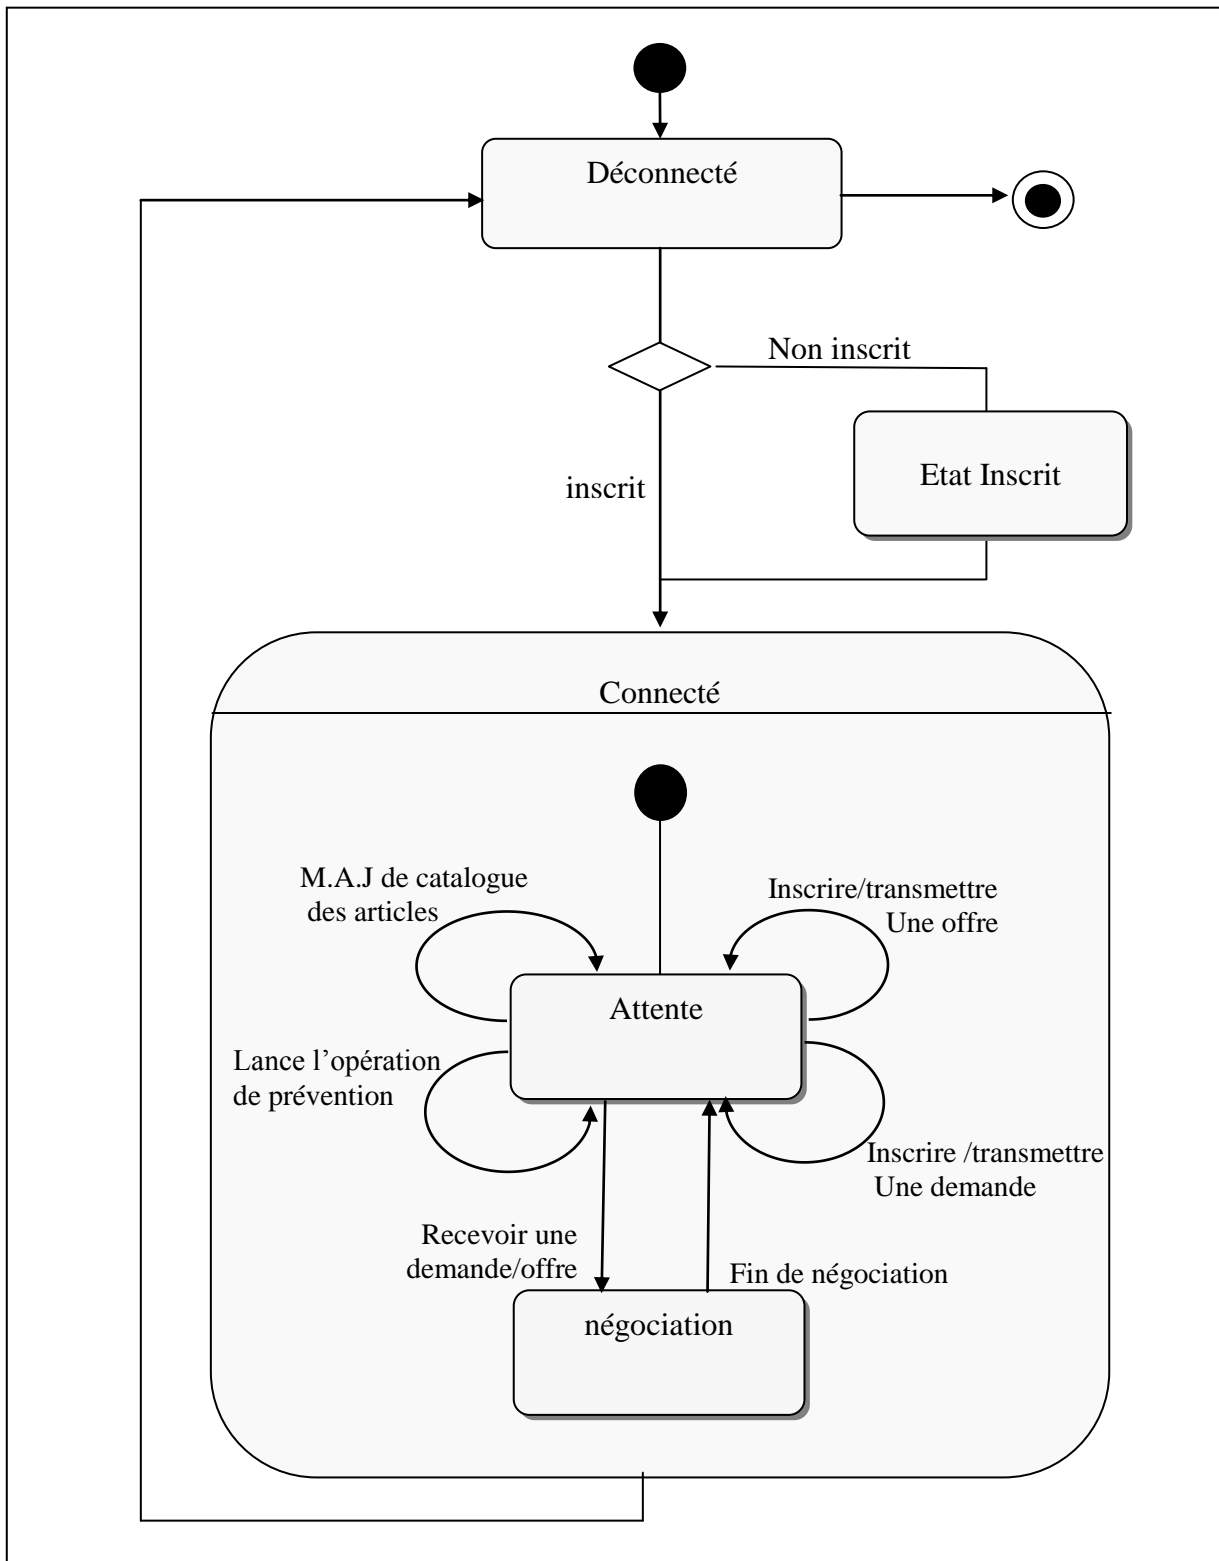 Déconnecté
Non inscrit
Etat Inscrit
inscrit
Connecté
M.A.J de catalogue
des articles
Inscrire/transmettre
Une offre
Attente
Lance l’opération
de prévention
Inscrire /transmettre
Une demande
Recevoir une
demande/offre
Fin de négociation
négociation